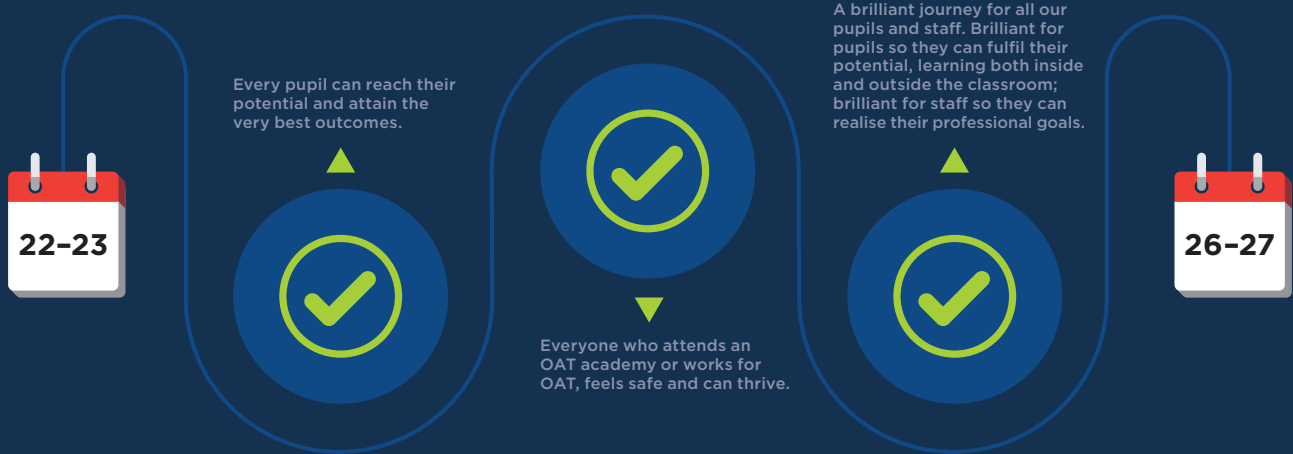 22–23
Every pupil can reach their
potential and attain the
very best outcomes.
Everyone who attends an
OAT academy or works for
OAT, feels safe and can thrive.
A brilliant journey for all our
pupils and staff. Brilliant for
pupils so they can fulfil their
potential, learning both inside
and outside the classroom;
brilliant for staff so they can
realise their professional goals.
26–27